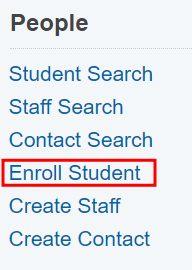 People
Student Search
Staff Search
Contact Search
Enroll Student
Create Staff
Create Contact